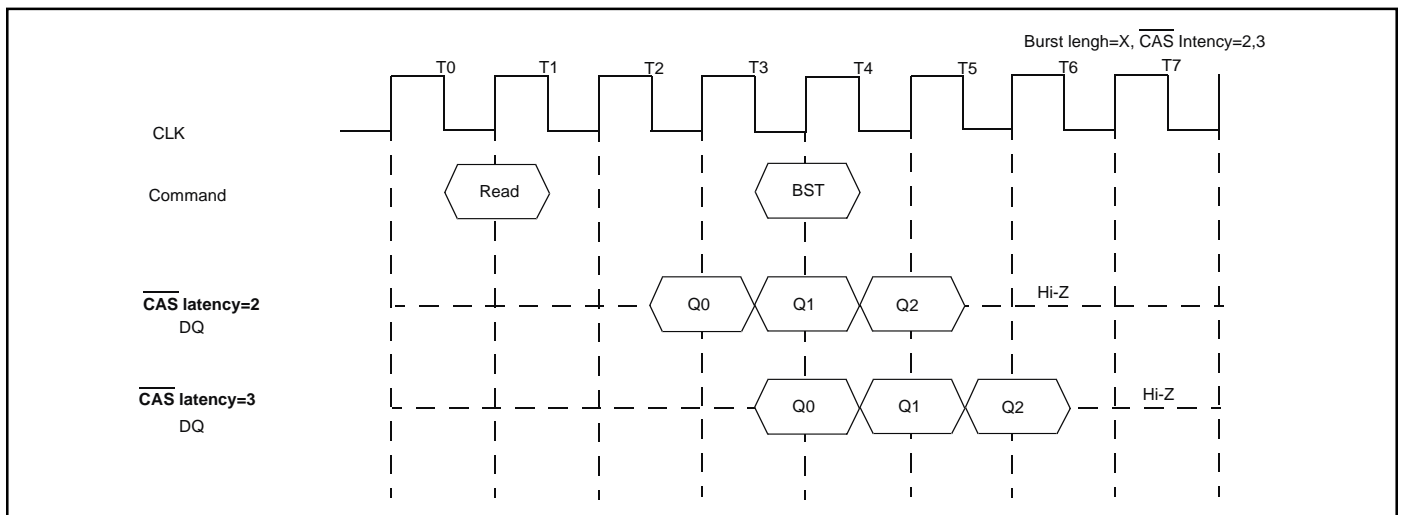 Burst lengh=X, CAS Intency=2,3
T0 T1 T2 T3 T4 T5 T6 T7
CLK
Command Read BST
CAS latency=2
DQ
Q0 Q1 Q2 Hi-Z
CAS latency=3
DQ
Q0 Q1 Q2 Hi-Z